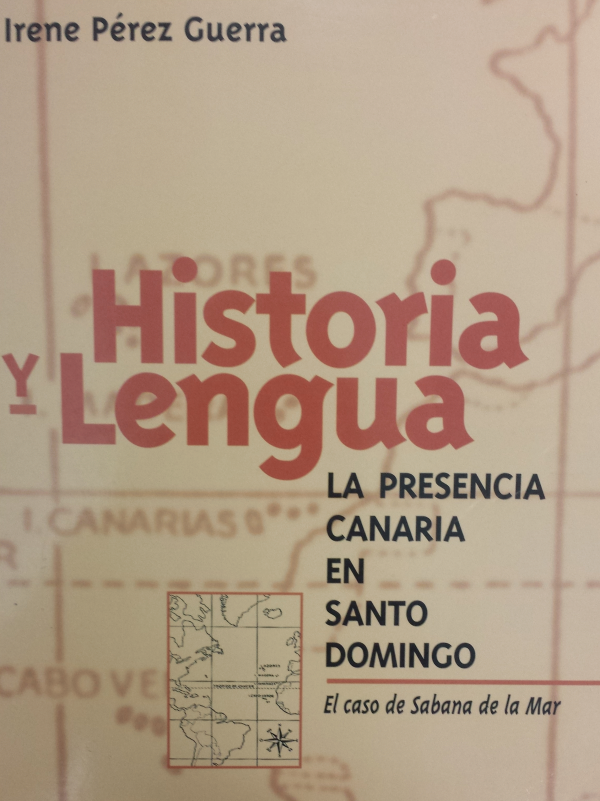 Irene Pérez Guerra
I. AZORES
Historia
Y Lengua
LA PRESENCIA
CANARIA
I. CANARIAS
EN
SANTO
DOMINGO
CABO VE
El caso de Sabana de la Mar